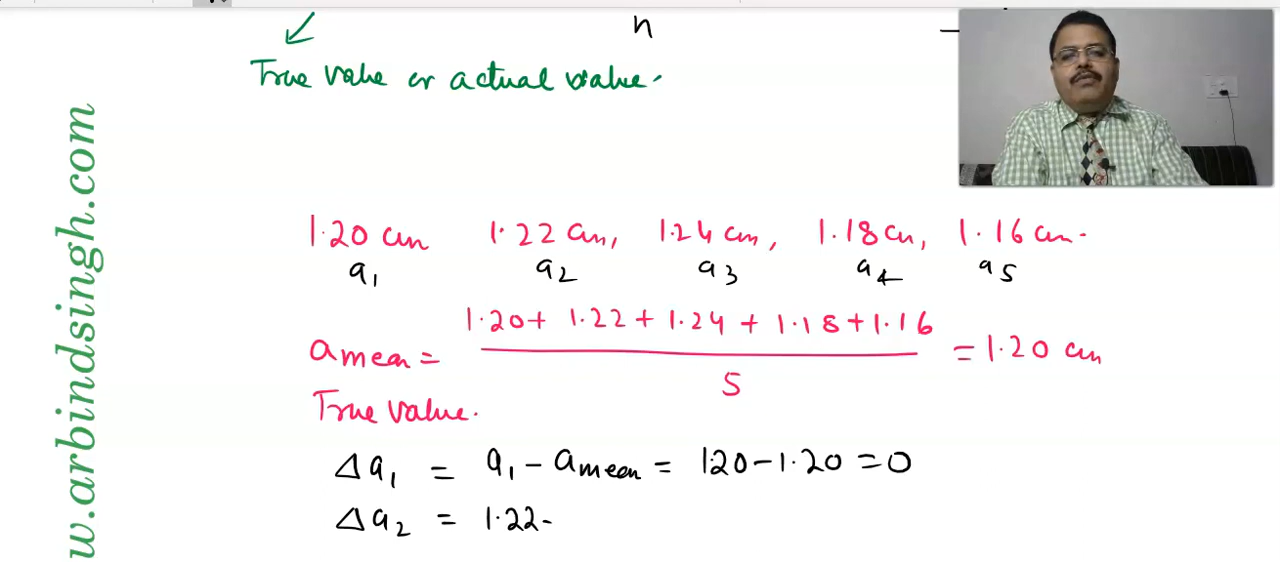 n
True value or actual value.
1.20 cm 1.22 cm, 1.24 cm, 1.18 cm, 1.16 cm.
a1 a2 a3 a4 a5
1.20+ 1.22 + 1.24 + 1.18 + 1.16
amean = = 1.20 cm
5
True value.
Δa1 = a1 - amean = 1.20 - 1.20 = 0
Δa2 = 1.22-
w.arbindsingh.com